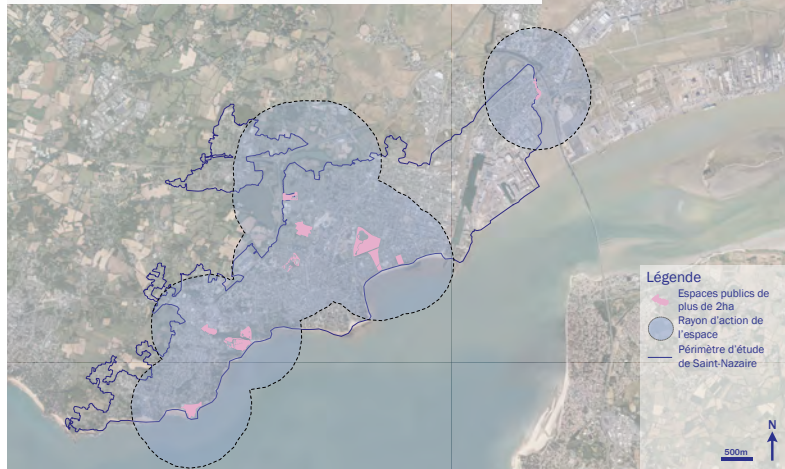 Légende
Espaces publics de
plus de 2ha
Rayon d'action de
l'espace
Périmètre d'étude
de Saint-Nazaire
N
500m